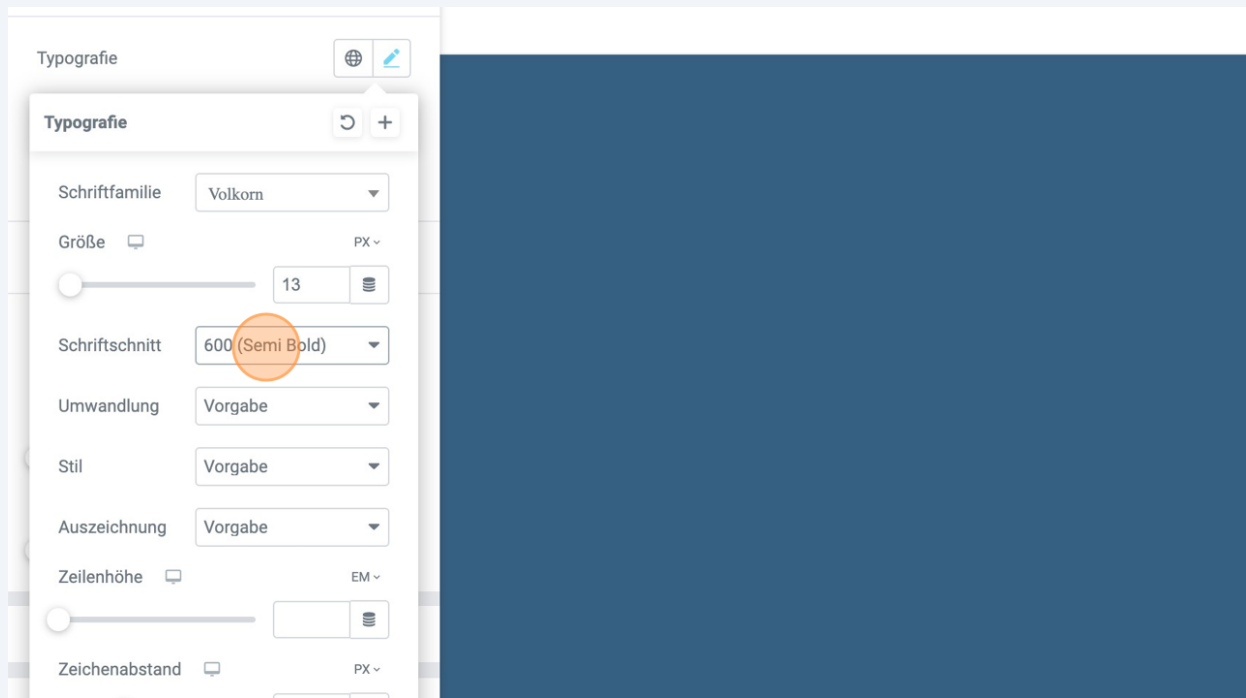 Typografie
Typografie
Schriftfamilie Volkorn
Größe PX
13
Schriftschnitt 600 (Semi Bold)
Umwandlung Vorgabe
Stil Vorgabe
Auszeichnung Vorgabe
Zeilenhöhe EM
Zeichenabstand PX